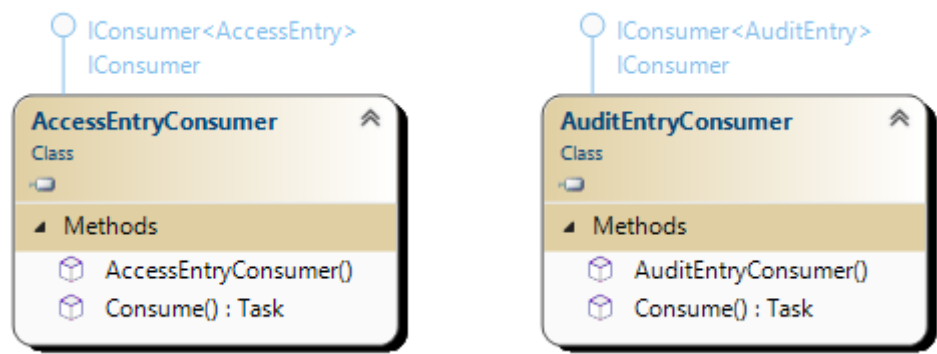 IConsumer<AccessEntry>
IConsumer
AccessEntryConsumer
Class
Methods
AccessEntryConsumer()
Consume() : Task
IConsumer<AuditEntry>
IConsumer
AuditEntryConsumer
Class
Methods
AuditEntryConsumer()
Consume() : Task